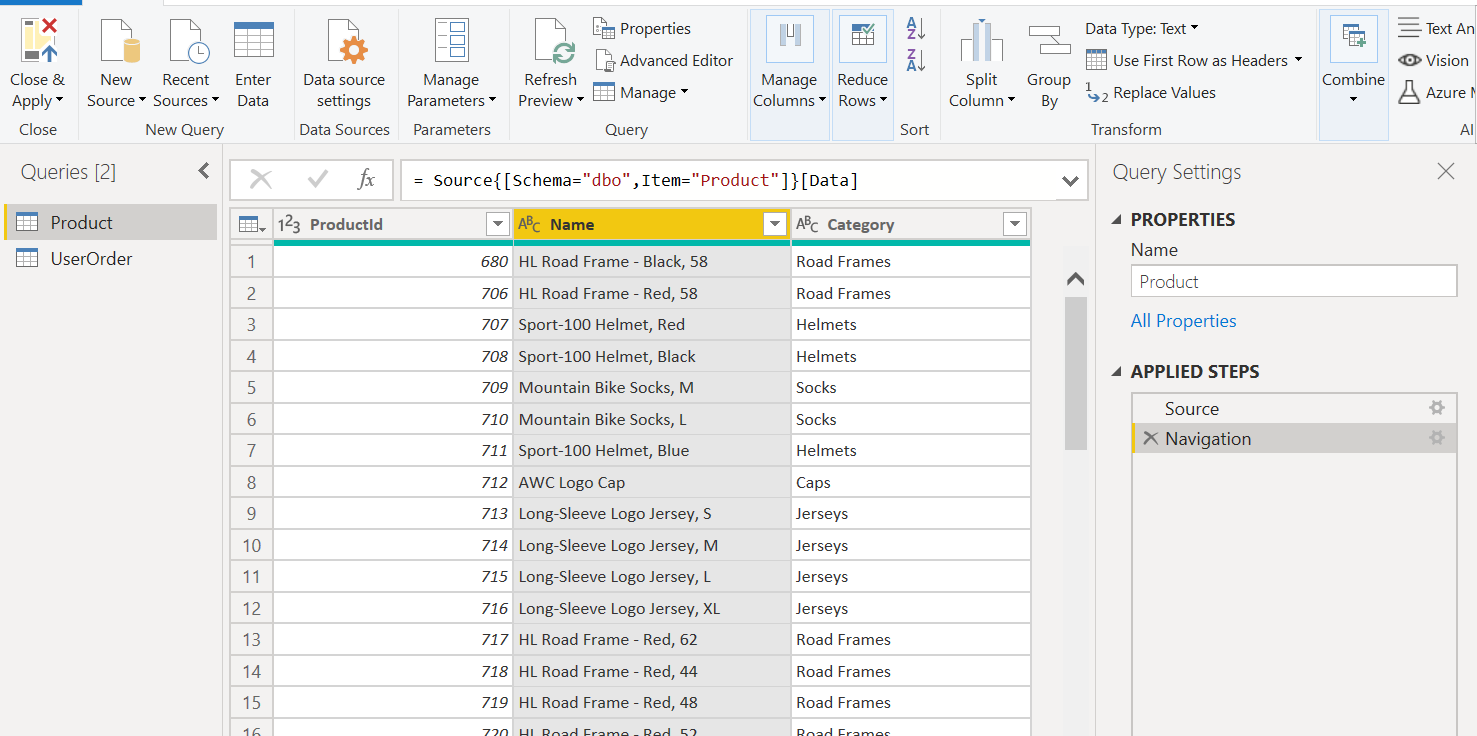 Close & Apply
New Source
Recent Sources
Enter Data
Data source settings
Manage Parameters
Refresh Preview
Properties
Advanced Editor
Manage
Manage Columns
Reduce Rows
A
Z
Z
A
Split Column
Group By
Data Type: Text
Use First Row as Headers
1 2 Replace Values
Combine
Text An
Vision
Azure M
Close
New Query
Data Sources
Parameters
Query
Sort
Transform
AI
Queries [2]
Product
UserOrder
fx
= Source{[Schema="dbo",Item="Product"]}[Data]
123 ProductId ABC Name ABC Category
1 680 HL Road Frame - Black, 58 Road Frames
2 706 HL Road Frame - Red, 58 Road Frames
3 707 Sport-100 Helmet, Red Helmets
4 708 Sport-100 Helmet, Black Helmets
5 709 Mountain Bike Socks, M Socks
6 710 Mountain Bike Socks, L Socks
7 711 Sport-100 Helmet, Blue Helmets
8 712 AWC Logo Cap Caps
9 713 Long-Sleeve Logo Jersey, S Jerseys
10 714 Long-Sleeve Logo Jersey, M Jerseys
11 715 Long-Sleeve Logo Jersey, L Jerseys
12 716 Long-Sleeve Logo Jersey, XL Jerseys
13 717 HL Road Frame - Red, 62 Road Frames
14 718 HL Road Frame - Red, 44 Road Frames
15 719 HL Road Frame - Red, 48 Road Frames
16 720 HL Road Frame - Red, 52 Road Frames
Query Settings
PROPERTIES
Name
Product
All Properties
APPLIED STEPS
Source
Navigation